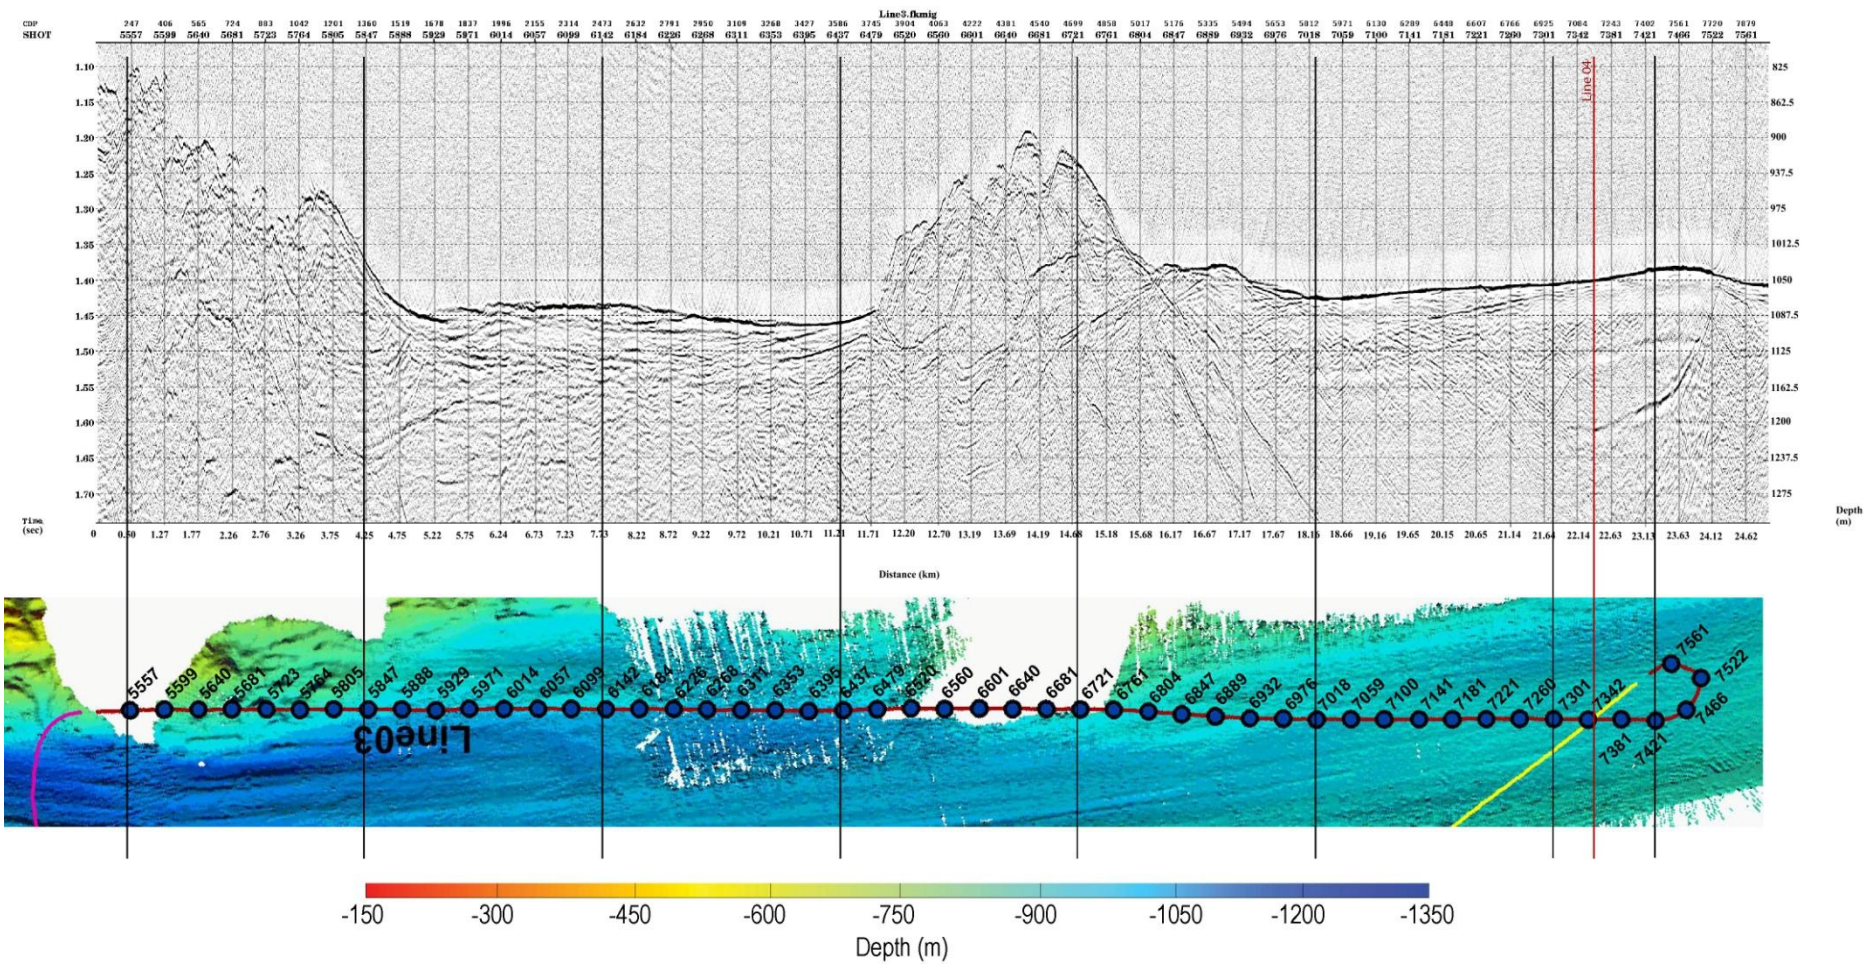 Line3.fkmig
CDP 247 406 565 724 883 1042 1201 1360 1519 1678 1837 1996 2155 2314 2473 2632 2791 2950 3109 3268 3427 3586 3745 3904 4063 4222 4381 4540 4699 4858 5017 5176 5335 5494 5653 5812 5971 6130 6289 6448 6607 6766 6925 7084 7243 7402 7561 7720 7879
SHOT 5557 5599 5640 5681 5723 5764 5805 5847 5888 5929 5971 6014 6057 6099 6142 6184 6226 6268 6311 6353 6395 6437 6479 6520 6560 6601 6640 6681 6721 6761 6804 6847 6889 6932 6976 7018 7059 7100 7141 7181 7221 7260 7301 7342 7381 7421 7466 7522 7561
Line 04
1.10 825
1.15 862.5
1.20 900
1.25 937.5
1.30 975
1.35 1012.5
1.40 1050
1.45 1087.5
1.50 1125
1.55 1162.5
1.60 1200
1.65 1237.5
1.70 1275
Time
(sec)
Depth
(m)
0 0.50 1.27 1.77 2.26 2.76 3.26 3.76 4.25 4.75 5.22 5.75 6.24 6.73 7.23 7.73 8.22 8.72 9.22 9.72 10.21 10.71 11.21 11.71 12.20 12.70 13.19 13.69 14.19 14.68 15.18 15.68 16.17 16.67 17.17 17.67 18.16 18.66 19.16 19.65 20.15 20.65 21.14 21.64 22.14 22.63 23.13 23.63 24.12 24.62
Distance (km)
5557 5599 5640 5681 5723 5764 5805 5847 5888 5929 5971 6014 6057 6099 6142 6184 6226 6268 6311 6353 6395 6437 6479 6520 6560 6601 6640 6681 6721 6761 6804 6847 6889 6932 6976 7018 7059 7100 7141 7181 7221 7260 7301 7342 7381 7421 7466 7522 7561
Line03
-150 -300 -450 -600 -750 -900 -1050 -1200 -1350
Depth (m)